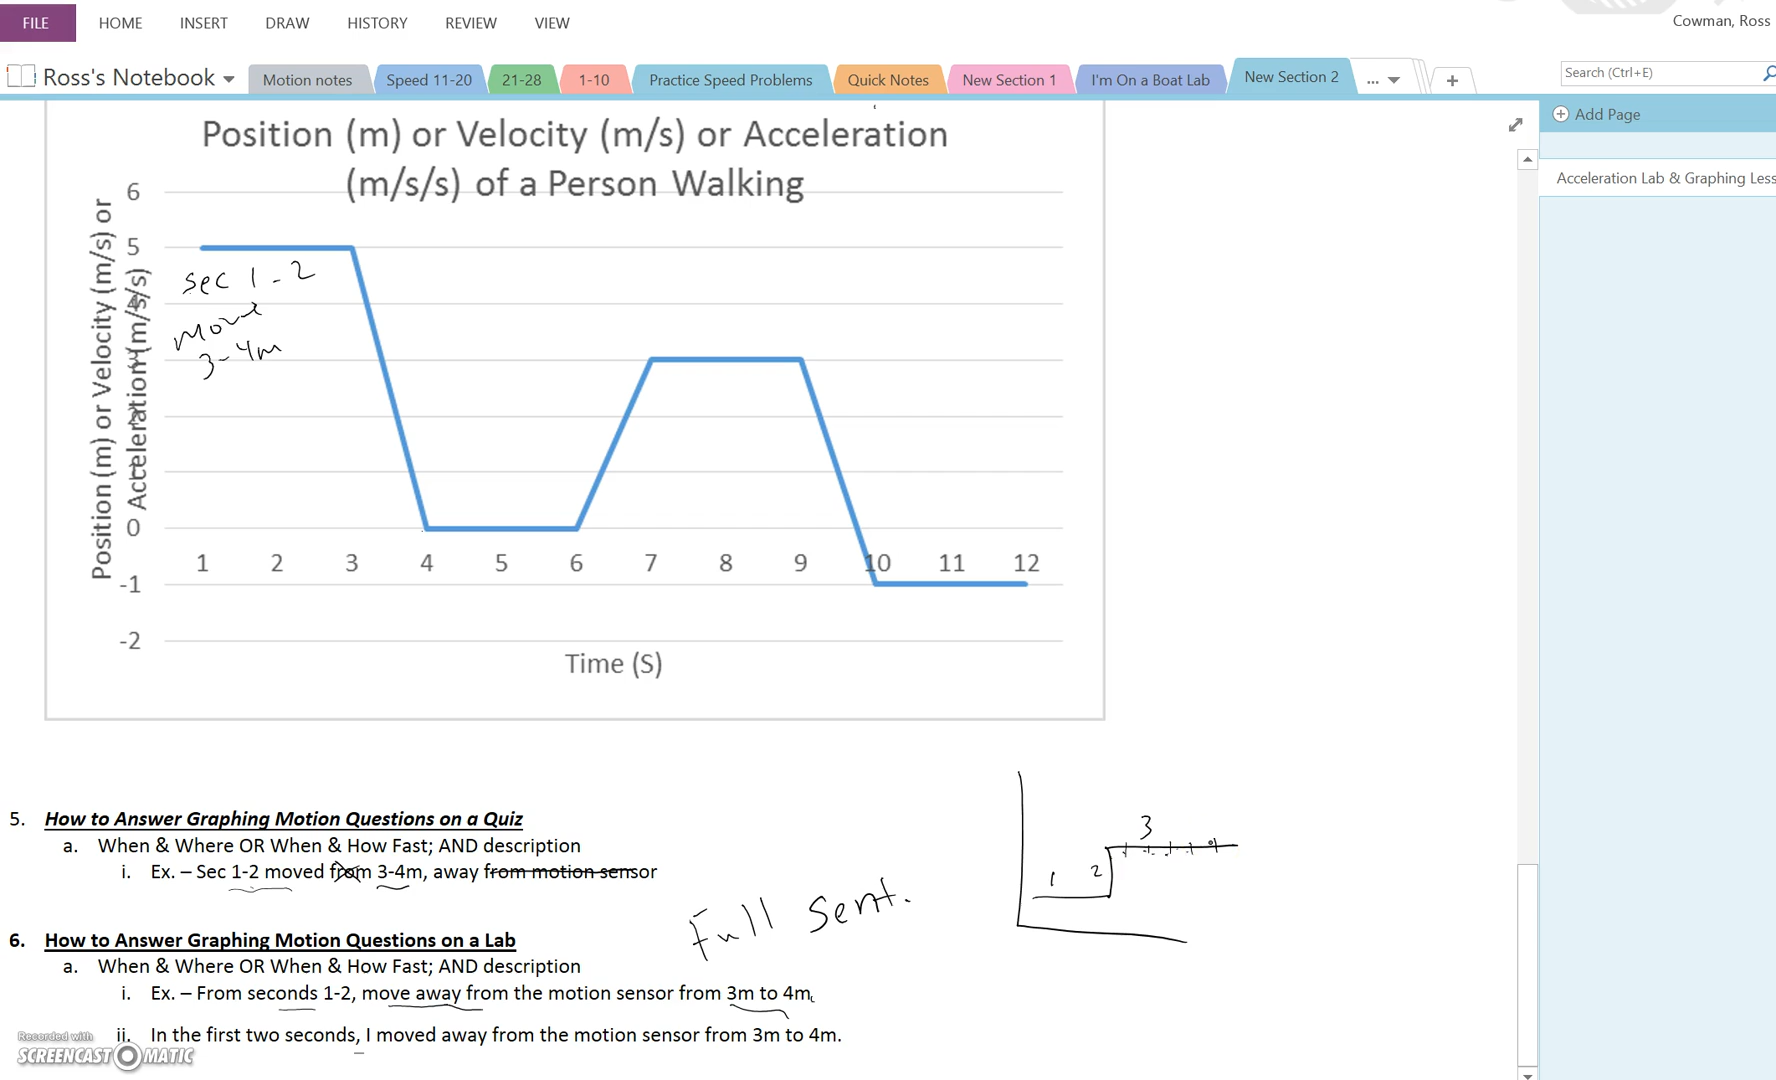 FILE HOME INSERT DRAW HISTORY REVIEW VIEW
Cowman, Ross
Ross's Notebook Motion notes Speed 11-20 21-28 1-10 Practice Speed Problems Quick Notes New Section 1 I'm On a Boat Lab New Section 2 ... +
Search (Ctrl+E)
Add Page
Acceleration Lab & Graphing Less
Position (m) or Velocity (m/s) or Acceleration
(m/s/s) of a Person Walking
Position (m) or Velocity (m/s) or
Acceleration (m/s/s)
6
5
4
3
2
1
0
-1
-2
sec 1-2
move
3-4m
1 2 3 4 5 6 7 8 9 10 11 12
Time (S)
5. How to Answer Graphing Motion Questions on a Quiz
a. When & Where OR When & How Fast; AND description
i. Ex. – Sec 1-2 moved from 3-4m, away from motion sensor
3
1 2
Full Sent.
6. How to Answer Graphing Motion Questions on a Lab
a. When & Where OR When & How Fast; AND description
i. Ex. – From seconds 1-2, move away from the motion sensor from 3m to 4m.
ii. In the first two seconds, I moved away from the motion sensor from 3m to 4m.
Recorded with
SCREENCAST-O-MATIC